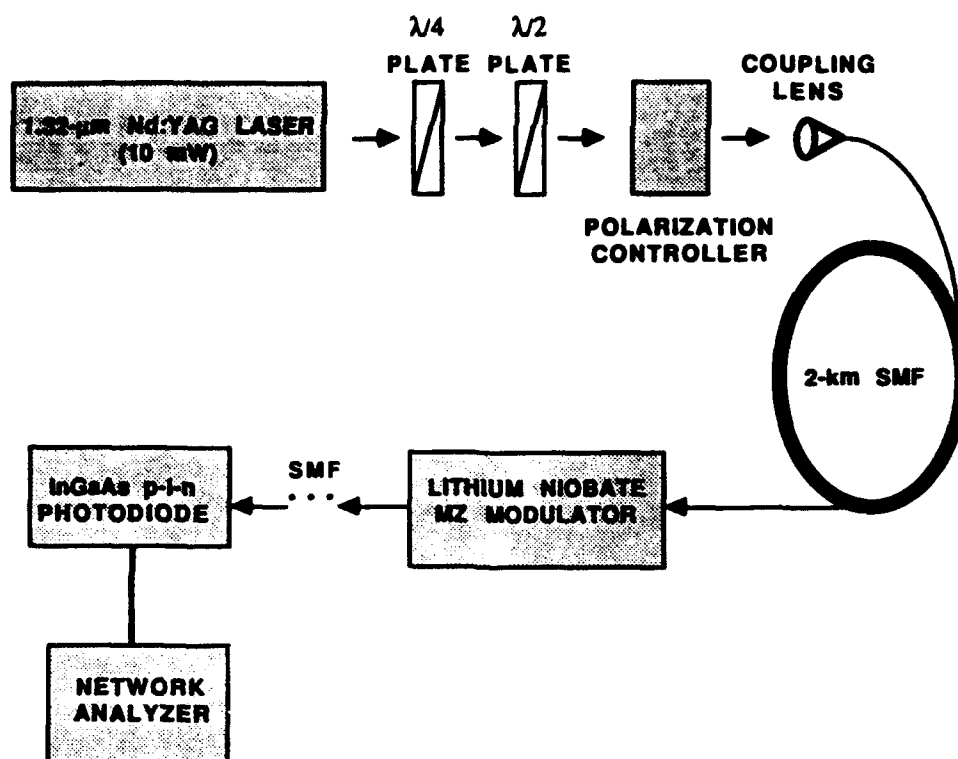 λ/4 λ/2
PLATE PLATE
COUPLING
LENS
1.32-μm Nd:YAG LASER
(10 mW)
POLARIZATION
CONTROLLER
2-km SMF
SMF
InGaAs p-i-n
PHOTODIODE
LITHIUM NIOBATE
MZ MODULATOR
NETWORK
ANALYZER